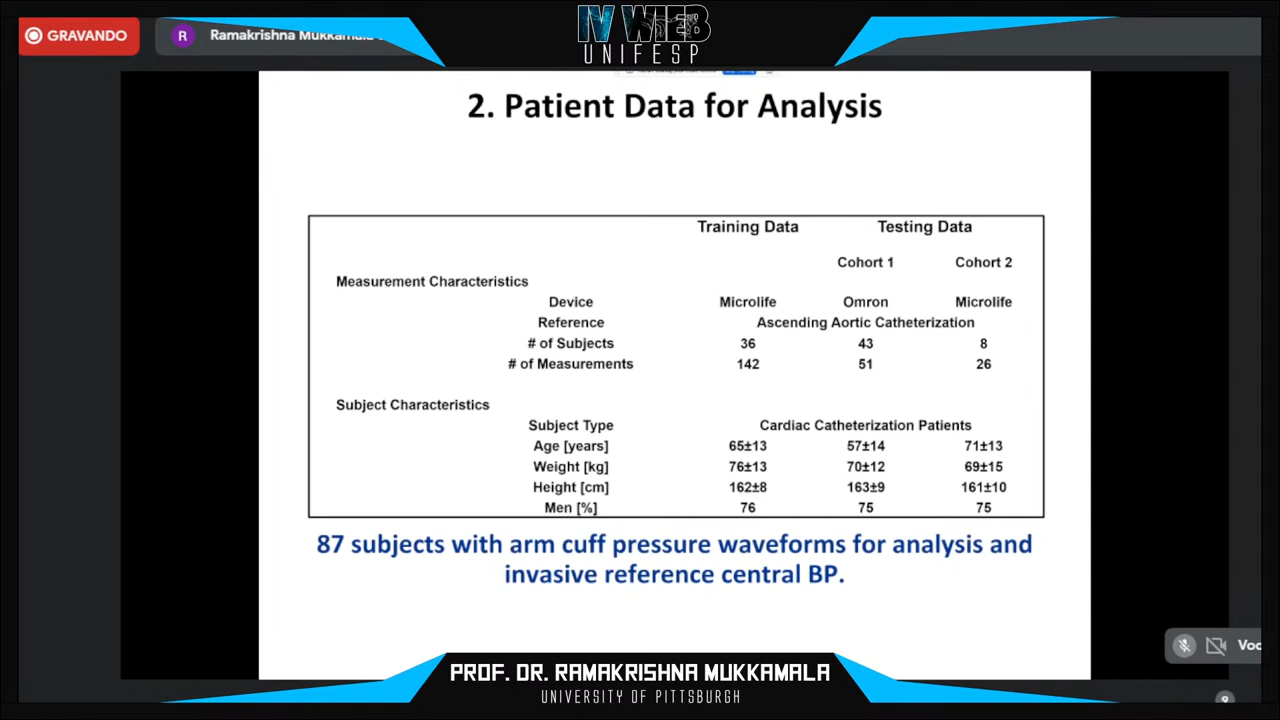 GRAVANDO
R
Ramakrishna Mukkamala
IV WEB
UNIFESP
2. Patient Data for Analysis
Training Data Testing Data
Cohort 1 Cohort 2
Measurement Characteristics
Device Microlife Omron Microlife
Reference Ascending Aortic Catheterization
# of Subjects 36 43 8
# of Measurements 142 51 26
Subject Characteristics
Subject Type Cardiac Catheterization Patients
Age [years] 65±13 57±14 71±13
Weight [kg] 76±13 70±12 69±15
Height [cm] 162±8 163±9 161±10
Men [%] 76 75 75
87 subjects with arm cuff pressure waveforms for analysis and
invasive reference central BP.
Voc
PROF. DR. RAMAKRISHNA MUKKAMALA
UNIVERSITY OF PITTSBURGH